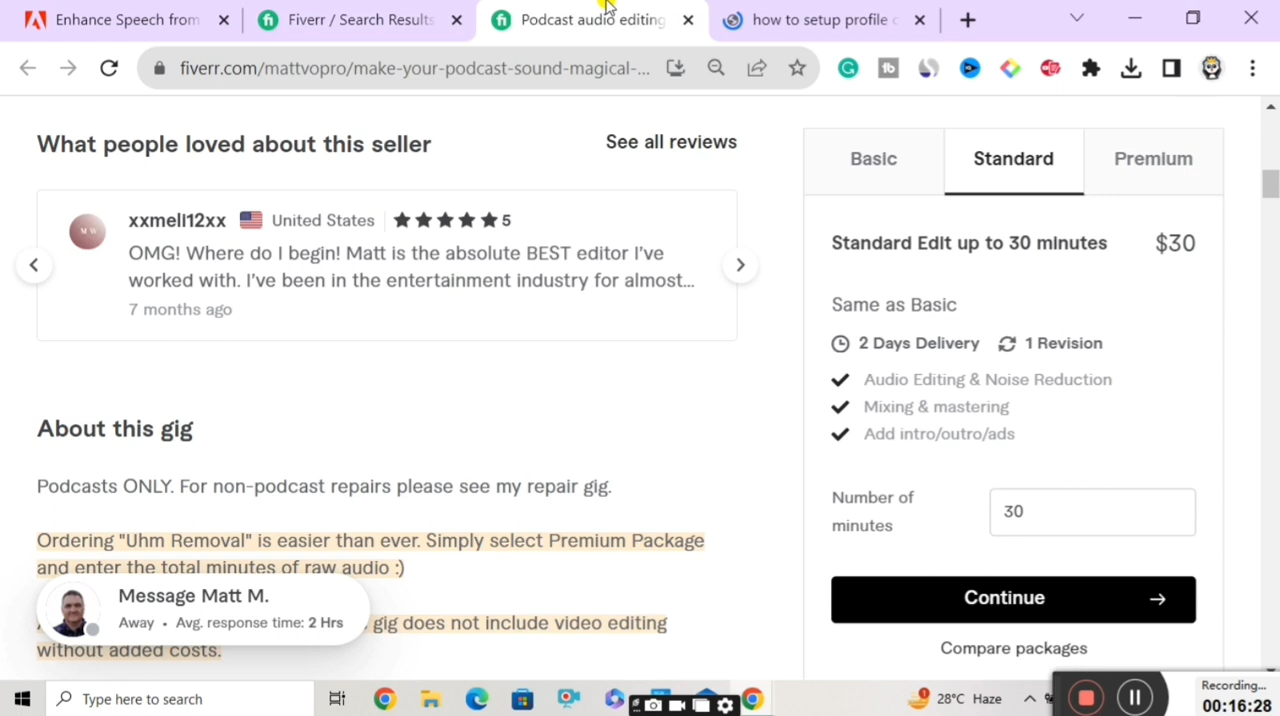 Enhance Speech from
Fiverr / Search Results
Podcast audio editing
how to setup profile
fiverr.com/mattvopro/make-your-podcast-sound-magical-...
What people loved about this seller
See all reviews
M W
xxmell12xx
United States
5
OMG! Where do I begin! Matt is the absolute BEST editor I've
worked with. I've been in the entertainment industry for almost...
7 months ago
About this gig
Podcasts ONLY. For non-podcast repairs please see my repair gig.
Ordering "Uhm Removal" is easier than ever. Simply select Premium Package
and enter the total minutes of raw audio :)
gig does not include video editing
without added costs.
Message Matt M.
Away • Avg. response time: 2 Hrs
Basic
Standard
Premium
Standard Edit up to 30 minutes
$30
Same as Basic
2 Days Delivery
1 Revision
Audio Editing & Noise Reduction
Mixing & mastering
Add intro/outro/ads
Number of
minutes
30
Continue
Compare packages
Type here to search
28°C Haze
Recording...
00:16:28